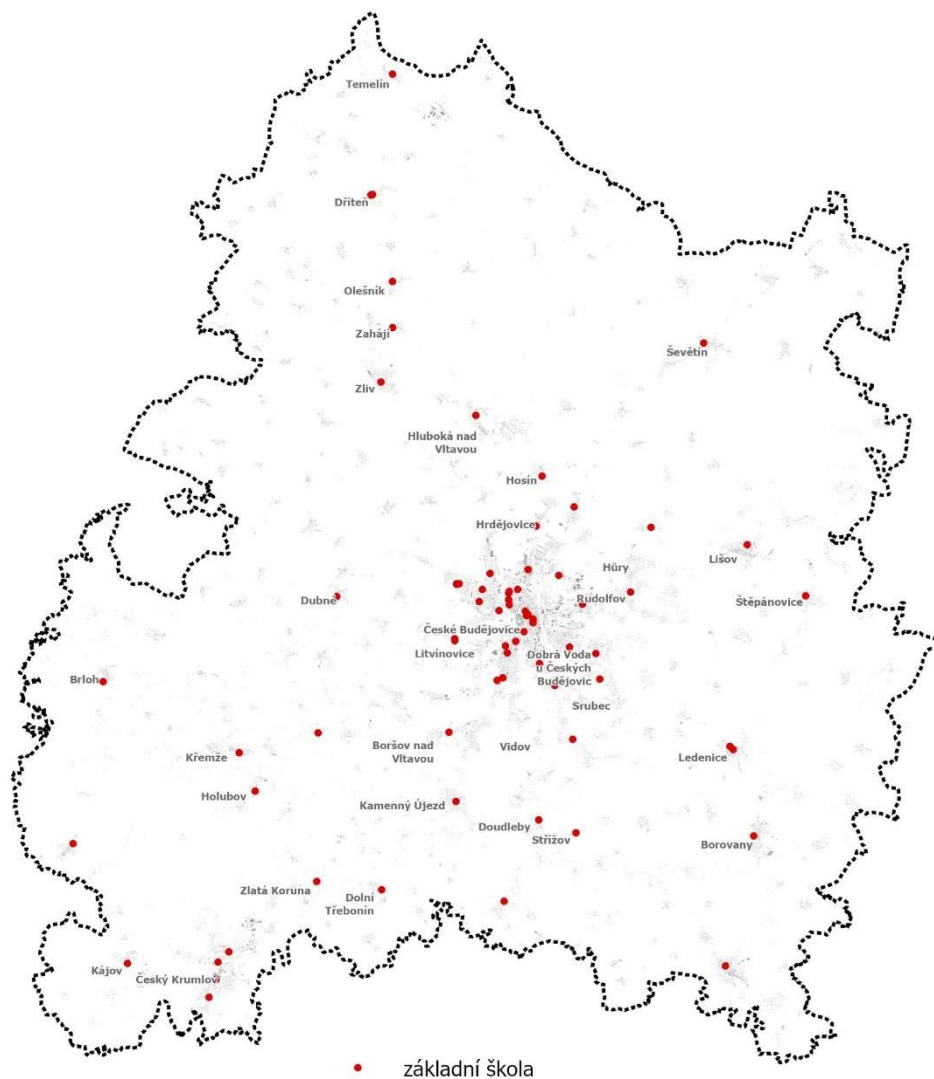 Temelín
Dříteň
Olešník
Zahájí
Zliv
Ševětín
Hluboká nad
Vltavou
Hosín
Hrdějovice
Lišov
Hůry
Dubné
Rudolfov
Štěpánovice
České Budějovice
Litvínovice
Dobrá Voda
u Českých
Budějovic
Brloh
Srubec
Křemže
Boršov nad
Vltavou
Vidov
Ledenice
Holubov
Kamenný Újezd
Doudleby
Střížov
Borovany
Zlatá Koruna
Dolní
Třebonín
Kájov
Český Krumlov
základní škola